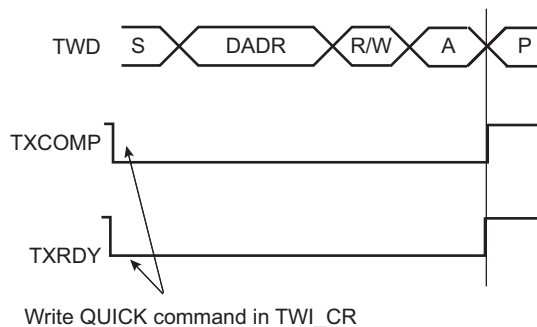 TWD S DADR R/W A P
TXCOMP
TXRDY
Write QUICK command in TWI_CR